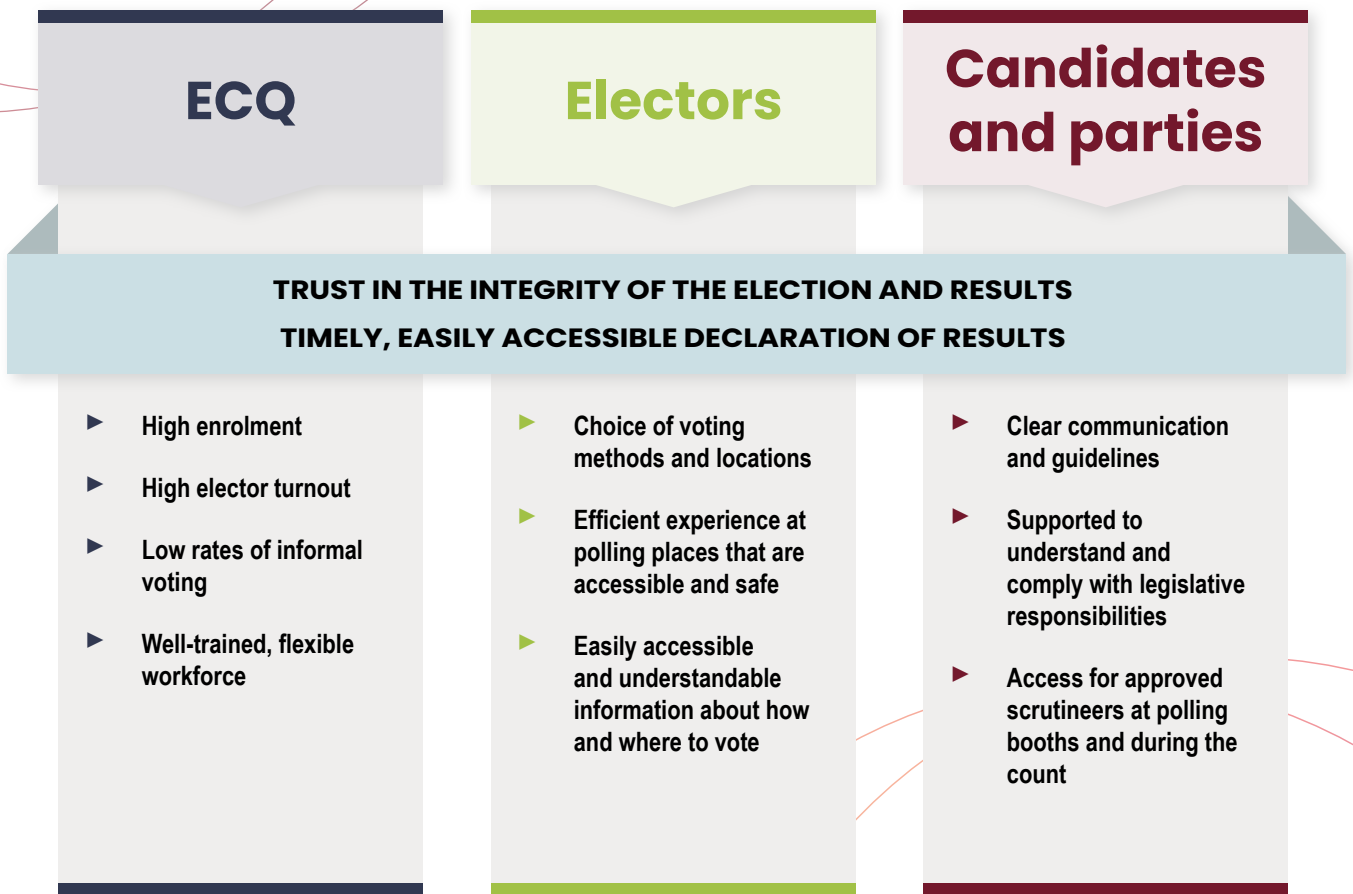 ECQ
Electors
Candidates
and parties
TRUST IN THE INTEGRITY OF THE ELECTION AND RESULTS
TIMELY, EASILY ACCESSIBLE DECLARATION OF RESULTS
High enrolment
High elector turnout
Low rates of informal
voting
Well-trained, flexible
workforce
Choice of voting
methods and locations
Efficient experience at
polling places that are
accessible and safe
Easily accessible
and understandable
information about how
and where to vote
Clear communication
and guidelines
Supported to
understand and
comply with legislative
responsibilities
Access for approved
scrutineers at polling
booths and during the
count